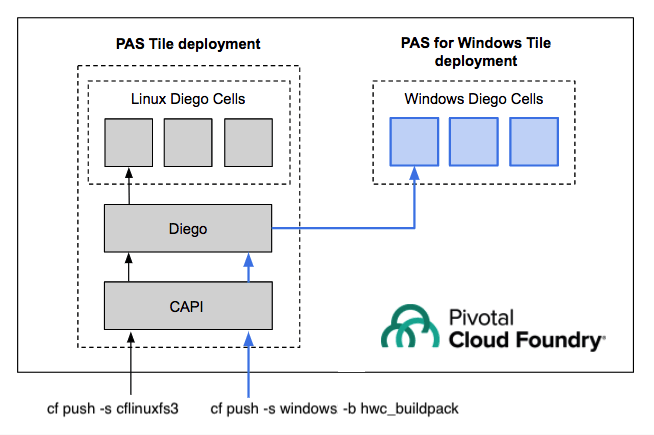 PAS Tile deployment
PAS for Windows Tile
deployment
Linux Diego Cells
Windows Diego Cells
Diego
CAPI
Pivotal
Cloud Foundry®
cf push -s cflinuxfs3
cf push -s windows -b hwc_buildpack